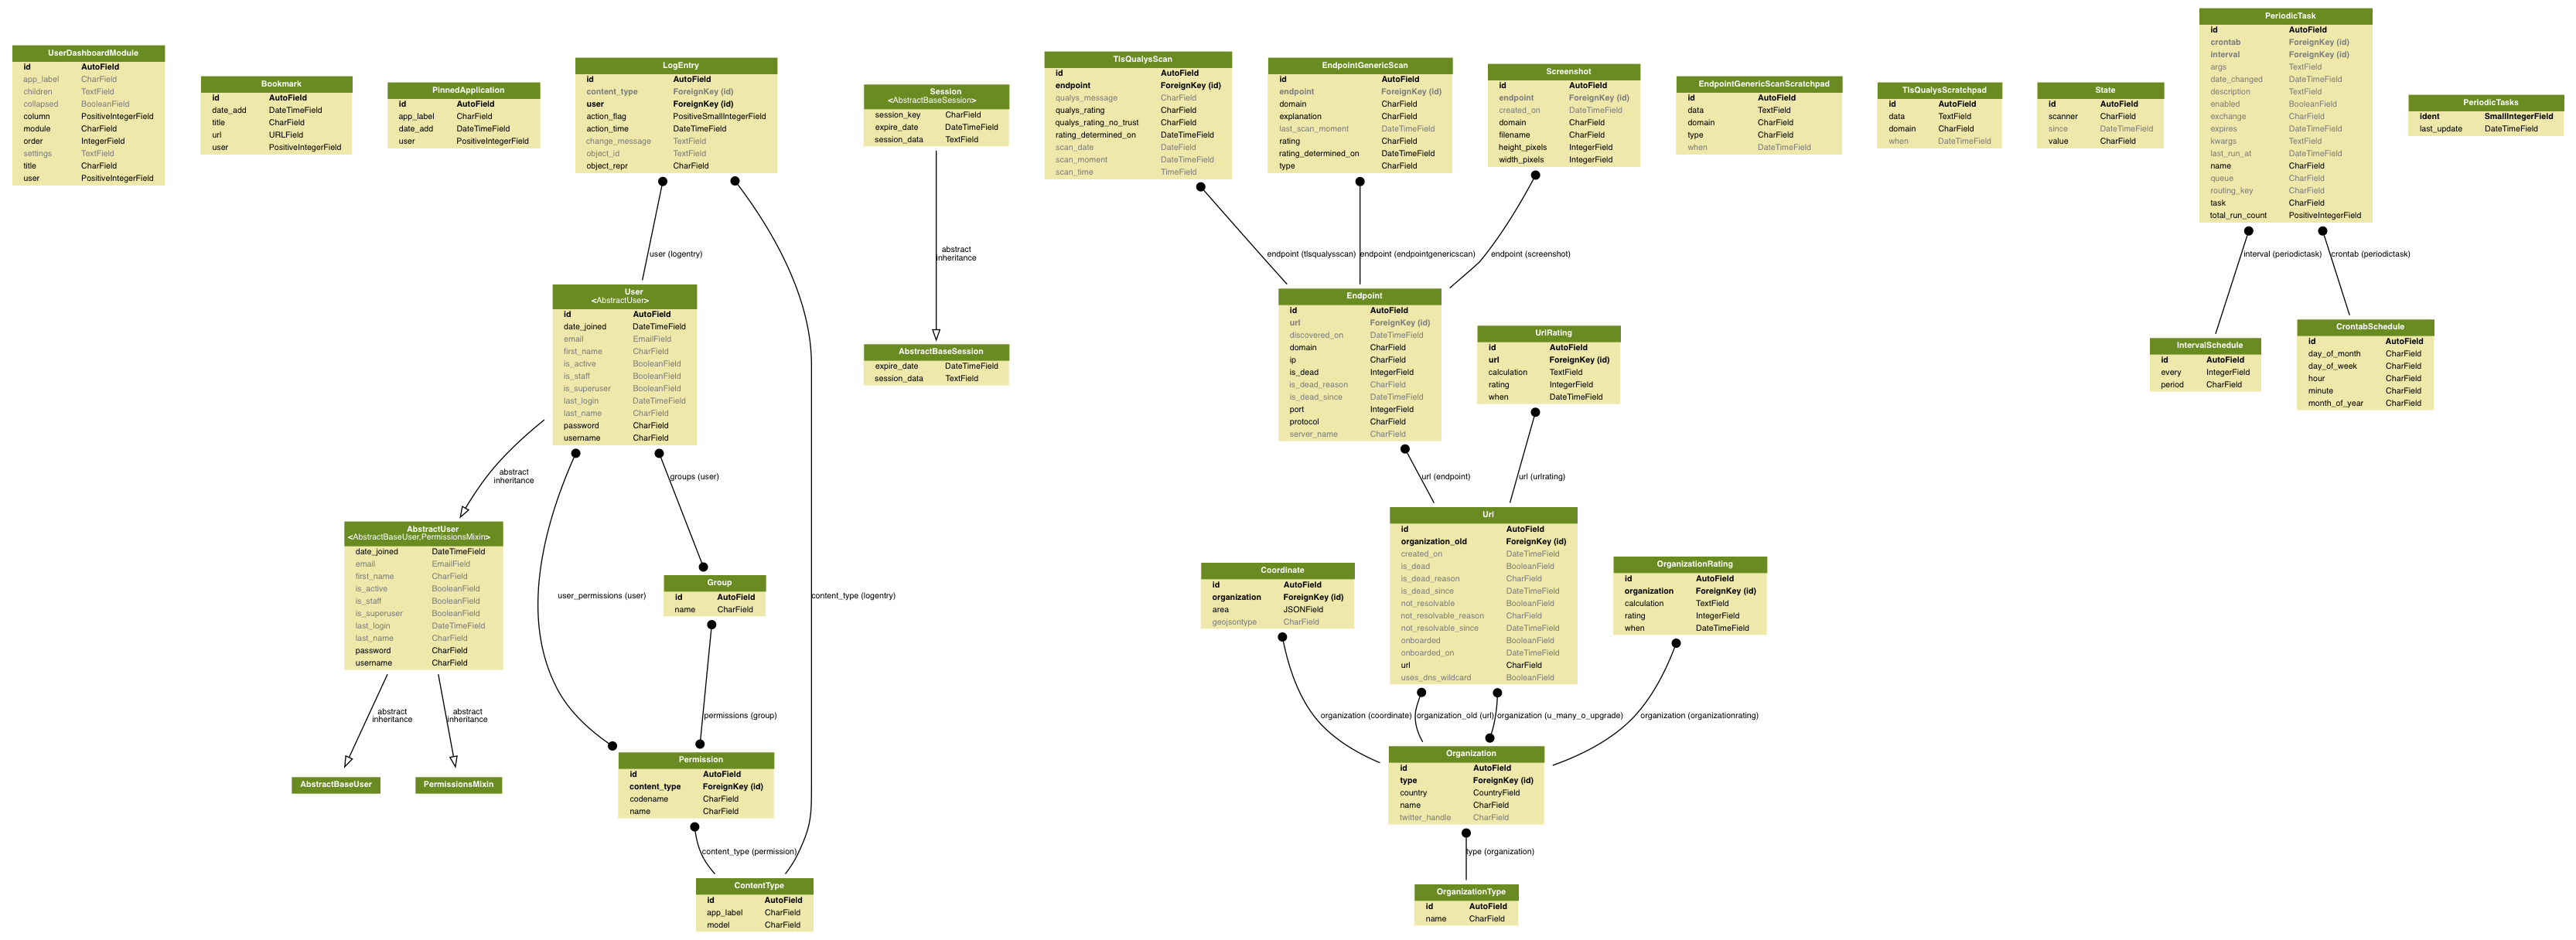 UserDashboardModule
id AutoField
app_label CharField
children TextField
collapsed BooleanField
column PositiveIntegerField
module CharField
order IntegerField
settings TextField
title CharField
user PositiveIntegerField
Bookmark
id AutoField
date_add DateTimeField
title CharField
url URLField
user PositiveIntegerField
PinnedApplication
id AutoField
app_label CharField
date_add DateTimeField
user PositiveIntegerField
LogEntry
id AutoField
content_type ForeignKey (id)
user ForeignKey (id)
action_flag PositiveSmallIntegerField
action_time DateTimeField
change_message TextField
object_id TextField
object_repr CharField
Session
<AbstractBaseSession>
session_key CharField
expire_date DateTimeField
session_data TextField
TlsQualysScan
id AutoField
endpoint ForeignKey (id)
qualys_message CharField
qualys_rating CharField
qualys_rating_no_trust CharField
rating_determined_on DateTimeField
scan_date DateField
scan_moment DateTimeField
scan_time TimeField
EndpointGenericScan
id AutoField
endpoint ForeignKey (id)
domain CharField
explanation CharField
last_scan_moment DateTimeField
rating CharField
rating_determined_on DateTimeField
type CharField
Screenshot
id AutoField
endpoint ForeignKey (id)
created_on DateTimeField
domain CharField
filename CharField
height_pixels IntegerField
width_pixels IntegerField
EndpointGenericScanScratchpad
id AutoField
data TextField
domain CharField
type CharField
when DateTimeField
TlsQualysScratchpad
id AutoField
data TextField
domain CharField
when DateTimeField
State
id AutoField
scanner CharField
since DateTimeField
value CharField
PeriodicTask
id AutoField
crontab ForeignKey (id)
interval ForeignKey (id)
args TextField
date_changed DateTimeField
description TextField
enabled BooleanField
exchange CharField
expires DateTimeField
kwargs TextField
last_run_at DateTimeField
name CharField
queue CharField
routing_key CharField
task CharField
total_run_count PositiveIntegerField
PeriodicTasks
ident SmallIntegerField
last_update DateTimeField
user (logentry)
abstract
inheritance
endpoint (tlsqualysscan)
endpoint (endpointgenericscan)
endpoint (screenshot)
interval (periodictask)
crontab (periodictask)
User
<AbstractUser>
id AutoField
date_joined DateTimeField
email EmailField
first_name CharField
is_active BooleanField
is_staff BooleanField
is_superuser BooleanField
last_login DateTimeField
last_name CharField
password CharField
username CharField
AbstractBaseSession
expire_date DateTimeField
session_data TextField
Endpoint
id AutoField
url ForeignKey (id)
discovered_on DateTimeField
domain CharField
ip CharField
is_dead IntegerField
is_dead_reason CharField
is_dead_since DateTimeField
port IntegerField
protocol CharField
server_name CharField
UrlRating
id AutoField
url ForeignKey (id)
calculation TextField
rating IntegerField
when DateTimeField
IntervalSchedule
id AutoField
every IntegerField
period CharField
CrontabSchedule
id AutoField
day_of_month CharField
day_of_week CharField
hour CharField
minute CharField
month_of_year CharField
abstract
inheritance
groups (user)
url (endpoint)
url (urlrating)
AbstractUser
<AbstractBaseUser,PermissionsMixin>
date_joined DateTimeField
email EmailField
first_name CharField
is_active BooleanField
is_staff BooleanField
is_superuser BooleanField
last_login DateTimeField
last_name CharField
password CharField
username CharField
user_permissions (user)
Group
id AutoField
name CharField
content_type (logentry)
Coordinate
id AutoField
organization ForeignKey (id)
area JSONField
geojsontype CharField
Url
id AutoField
organization_old ForeignKey (id)
created_on DateTimeField
is_dead BooleanField
is_dead_reason CharField
is_dead_since DateTimeField
not_resolvable BooleanField
not_resolvable_reason CharField
not_resolvable_since DateTimeField
onboarded BooleanField
onboarded_on DateTimeField
url CharField
uses_dns_wildcard BooleanField
OrganizationRating
id AutoField
organization ForeignKey (id)
calculation TextField
rating IntegerField
when DateTimeField
abstract
inheritance
abstract
inheritance
permissions (group)
organization (coordinate)
organization_old (url)
organization (u_many_o_upgrade)
organization (organizationrating)
AbstractBaseUser
PermissionsMixin
Permission
id AutoField
content_type ForeignKey (id)
codename CharField
name CharField
Organization
id AutoField
type ForeignKey (id)
country CountryField
name CharField
twitter_handle CharField
content_type (permission)
type (organization)
ContentType
id AutoField
app_label CharField
model CharField
OrganizationType
id AutoField
name CharField